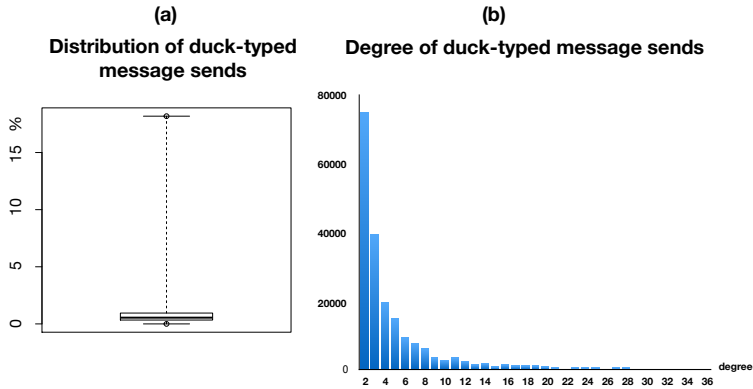 (a)
Distribution of duck-typed
message sends
%
15
10
5
0
(b)
Degree of duck-typed message sends
80000
60000
40000
20000
0
2 4 6 8 10 12 14 16 18 20 22 24 26 28 30 32 34 36
degree